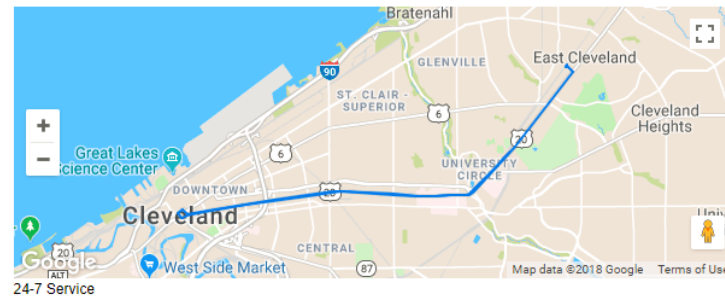 Bratenahl
90
GLENVILLE
East Cleveland
ST. CLAIR -
SUPERIOR
6
Cleveland
Heights
20
+
−
Great Lakes
Science Center
6
UNIVERSITY
CIRCLE
DOWNTOWN
20
Cleveland
Univ
20
ALT
Google
West Side Market
CENTRAL
87
Map data ©2018 Google Terms of Use
24-7 Service